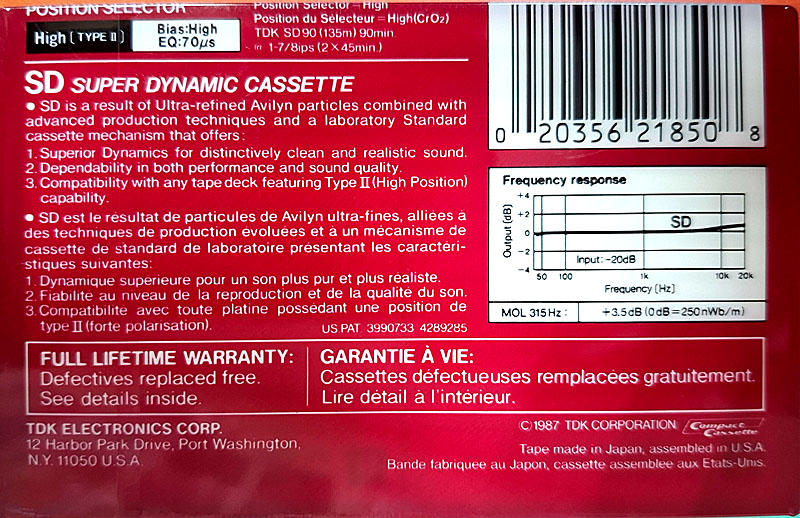 POSITION SELECTOR
High [TYPE II]
Bias:High
EQ:70μs
Position Selector = High
Position du Sélecteur = High(CrO2)
TDK SD90 (135m) 90min.
1-7/8ips (2×45min.)
0 20356 21850 8
SD SUPER DYNAMIC CASSETTE
● SD is a result of Ultra-refined Avilyn particles combined with
advanced production techniques and a laboratory Standard
cassette mechanism that offers:
1. Superior Dynamics for distinctively clean and realistic sound.
2. Dependability in both performance and sound quality.
3. Compatibility with any tape deck featuring Type II (High Position)
capability.
● SD est le résultat de particules de Avilyn ultra-fines, alliées à
des techniques de production évoluées et à un mécanisme de
cassette de standard de laboratoire présentant les caractéri-
stiques suivantes:
1. Dynamique supérieure pour un son plus pur et plus réaliste.
2. Fiabilité au niveau de la reproduction et de la qualité du son.
3. Compatibilité avec toute platine possédant une position de
type II (forte polarisation).
US PAT. 3990733 4289285
Frequency response
Output (dB)
+4
+2
0
-2
-4
SD
Input: -20dB
50 100 1k 10k 20k
Frequency (Hz)
MOL 315Hz : +3.5dB (0dB=250nWb/m)
FULL LIFETIME WARRANTY:
Defectives replaced free.
See details inside.
GARANTIE À VIE:
Cassettes défectueuses remplacées gratuitement.
Lire détail à l'intérieur.
TDK ELECTRONICS CORP.
12 Harbor Park Drive, Port Washington,
N.Y. 11050 U.S.A.
©1987 TDK CORPORATION
Compact
Cassette
Tape made in Japan, assembled in U.S.A.
Bande fabriquée au Japon, cassette assemblée aux Etats-Unis.